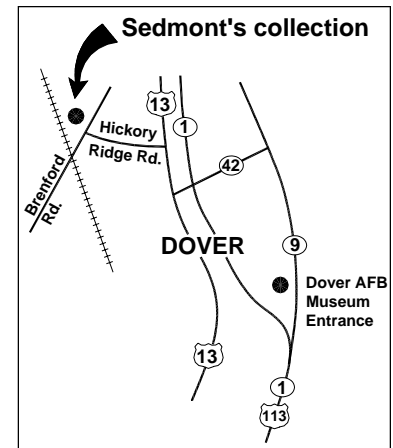 Sedmont's collection
13
1
Hickory
Ridge Rd.
42
Brenford
Rd.
DOVER
9
Dover AFB
Museum
Entrance
13
1
113